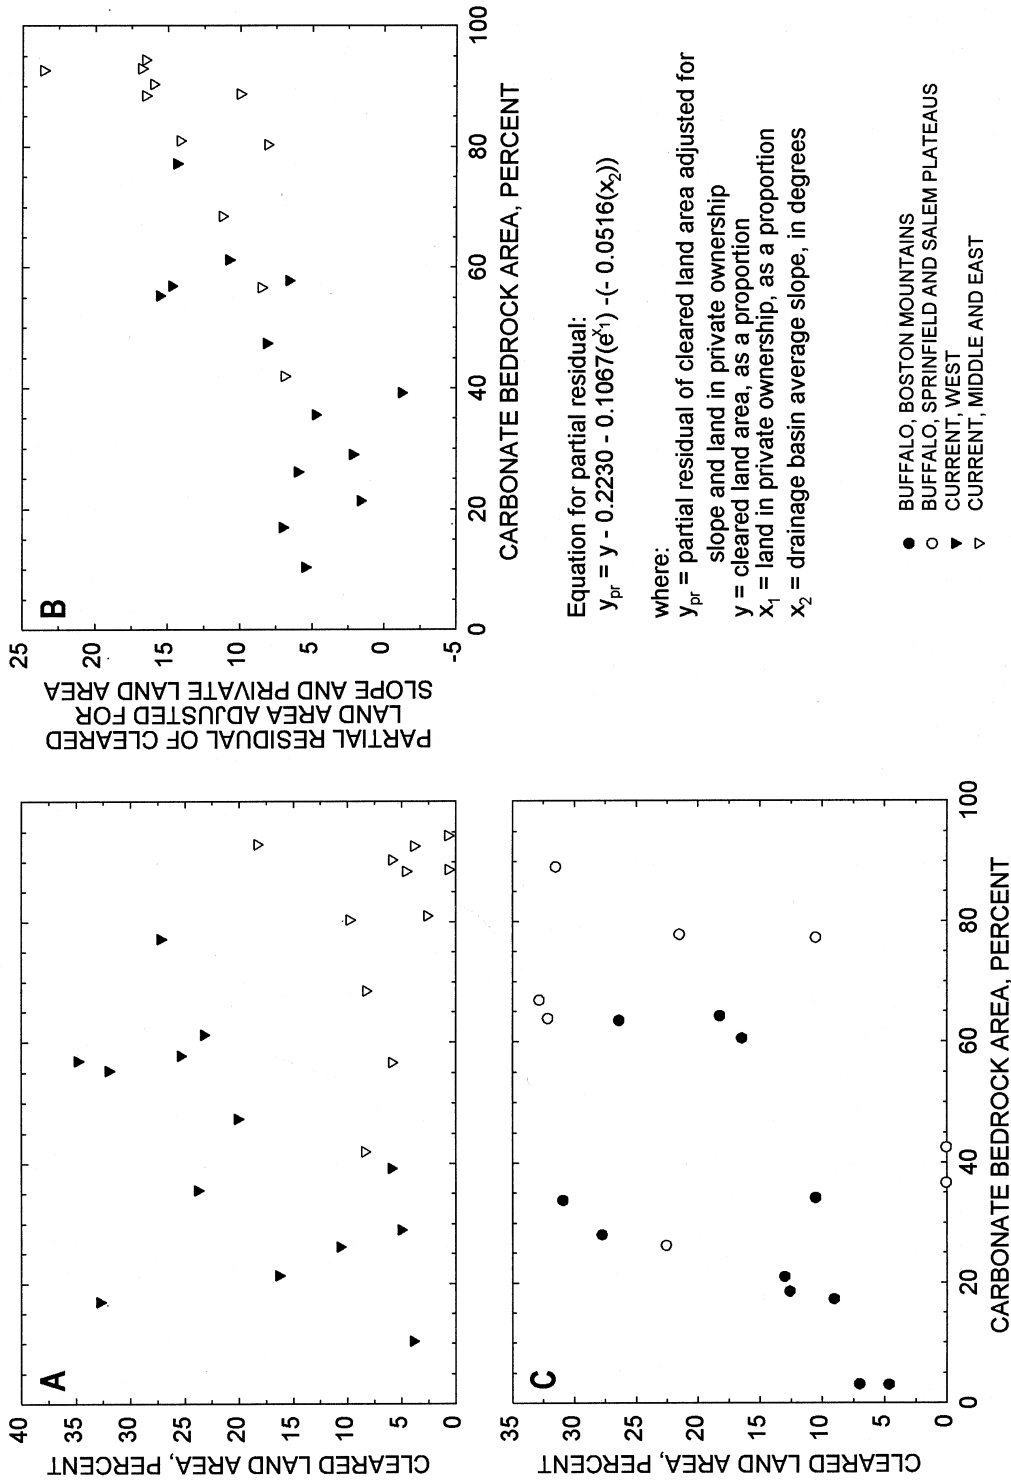 A
40
35
30
25
20
15
10
5
0
CLEARED LAND AREA, PERCENT
B
25
20
15
10
5
0
-5
PARTIAL RESIDUAL OF CLEARED
LAND AREA ADJUSTED FOR
SLOPE AND PRIVATE LAND AREA
0 20 40 60 80 100
CARBONATE BEDROCK AREA, PERCENT
C
35
30
25
20
15
10
5
0
CLEARED LAND AREA, PERCENT
0 20 40 60 80 100
CARBONATE BEDROCK AREA, PERCENT
Equation for partial residual:
y_pr = y - 0.2230 - 0.1067(e^x_1) -(- 0.0516(x_2))
where:
y_pr = partial residual of cleared land area adjusted for
slope and land in private ownership
y = cleared land area, as a proportion
x_1 = land in private ownership, as a proportion
x_2 = drainage basin average slope, in degrees
● BUFFALO, BOSTON MOUNTAINS
○ BUFFALO, SPRINFIELD AND SALEM PLATEAUS
▼ CURRENT, WEST
▽ CURRENT, MIDDLE AND EAST